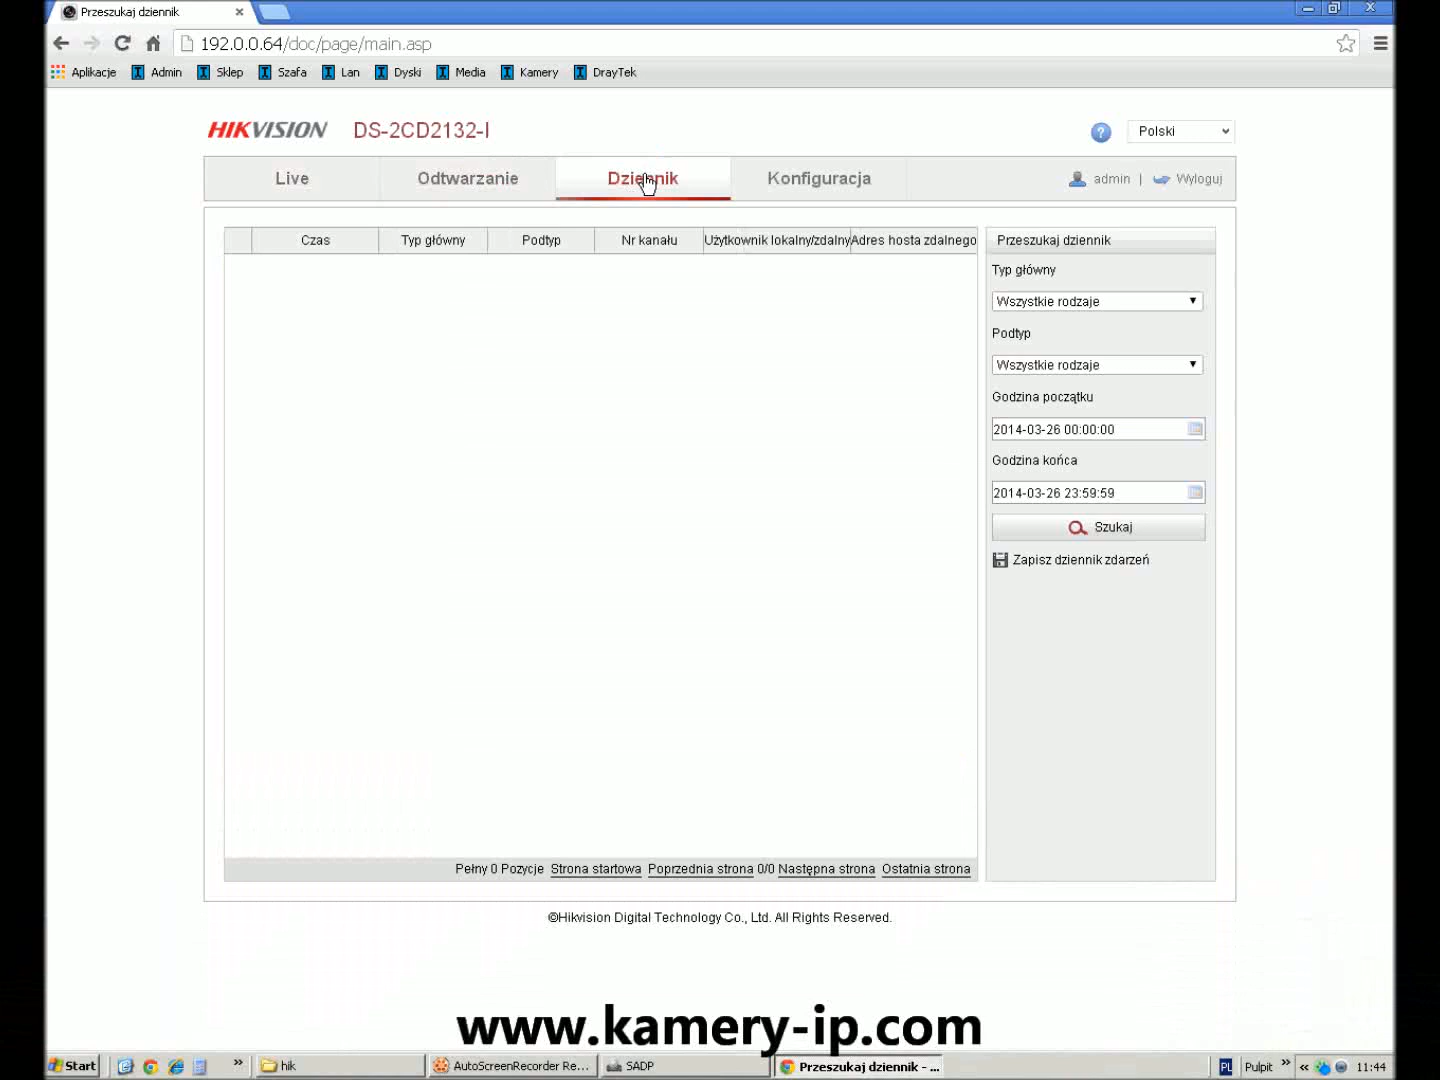 Przeszukaj dziennik
192.0.0.64/doc/page/main.asp
Aplikacje Admin Sklep Szafa Lan Dyski Media Kamery DrayTek
HIKVISION DS-2CD2132-I
? Polski
Live Odtwarzanie Dziennik Konfiguracja admin | Wyloguj
Czas Typ główny Podtyp Nr kanału Użytkownik lokalny/zdalny Adres hosta zdalnego
Przeszukaj dziennik
Typ główny
Wszystkie rodzaje
Podtyp
Wszystkie rodzaje
Godzina początku
2014-03-26 00:00:00
Godzina końca
2014-03-26 23:59:59
Szukaj
Zapisz dziennik zdarzeń
Pełny 0 Pozycje Strona startowa Poprzednia strona 0/0 Następna strona Ostatnia strona
©Hikvision Digital Technology Co., Ltd. All Rights Reserved.
www.kamery-ip.com
Start » hik AutoScreenRecorder Re... SADP Przeszukaj dziennik - ... PL Pulpit » « 11:44